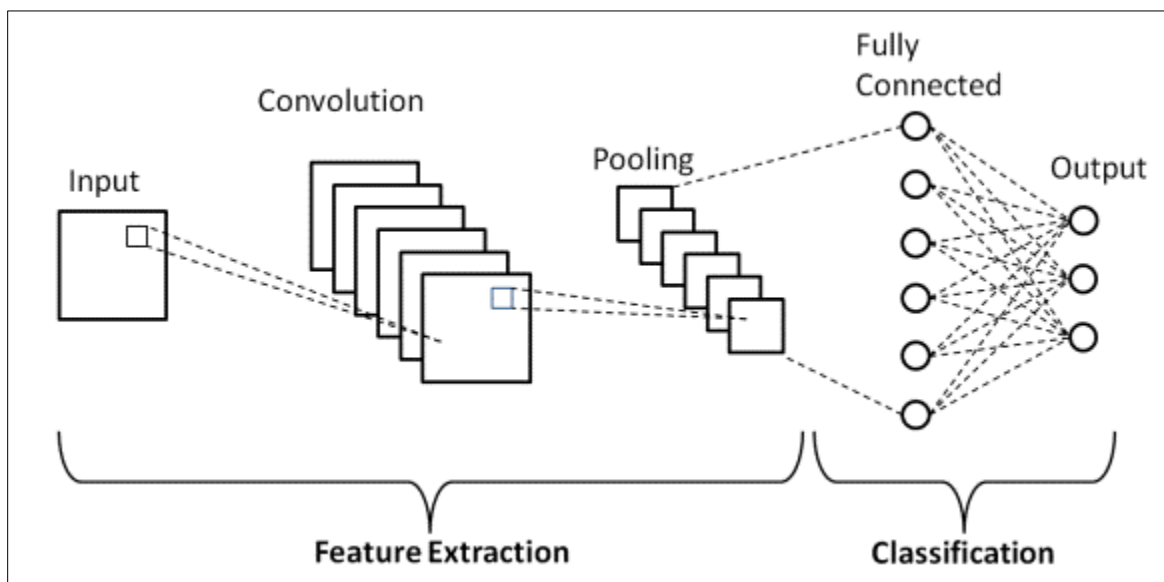 Input
Convolution
Pooling
Fully
Connected
Output
Feature Extraction
Classification